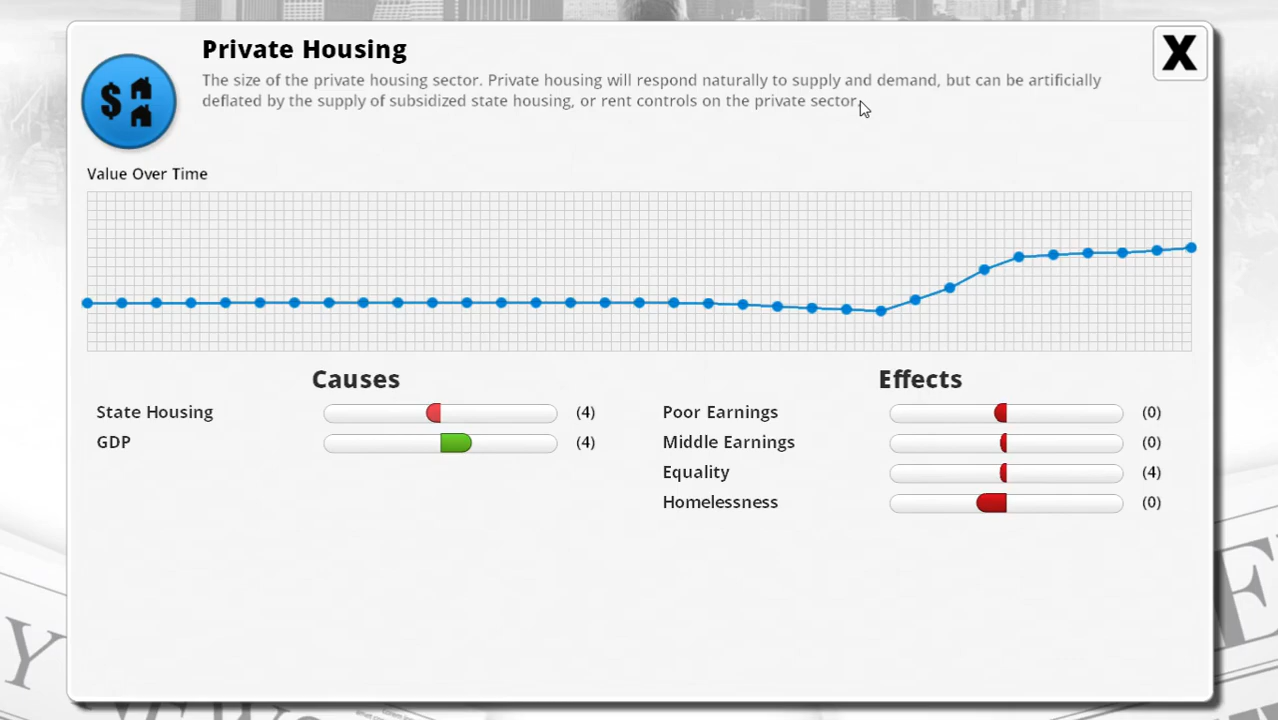 Private Housing
X
The size of the private housing sector. Private housing will respond naturally to supply and demand, but can be artificially
deflated by the supply of subsidized state housing, or rent controls on the private sector.
$
Value Over Time
Causes
Effects
State Housing (4)
GDP (4)
Poor Earnings (0)
Middle Earnings (0)
Equality (4)
Homelessness (0)